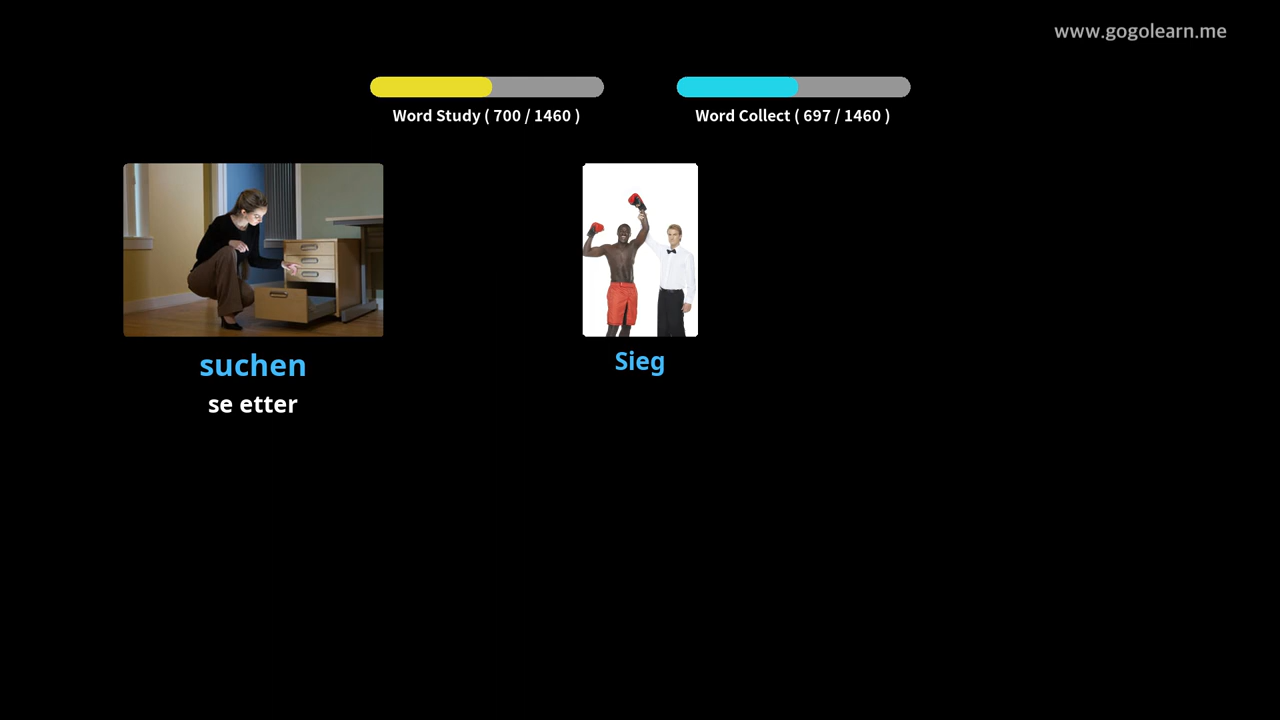 www.gogolearn.me
Word Study ( 700 / 1460 )
Word Collect ( 697 / 1460 )
suchen
se etter
Sieg